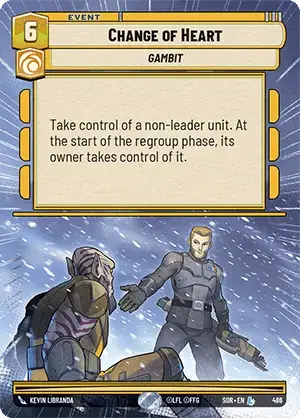 EVENT
6
CHANGE OF HEART
GAMBIT
Take control of a non-leader unit. At
the start of the regroup phase, its
owner takes control of it.
KEVIN LIBRANDA
©LFL ©FFG
SOR • EN
486